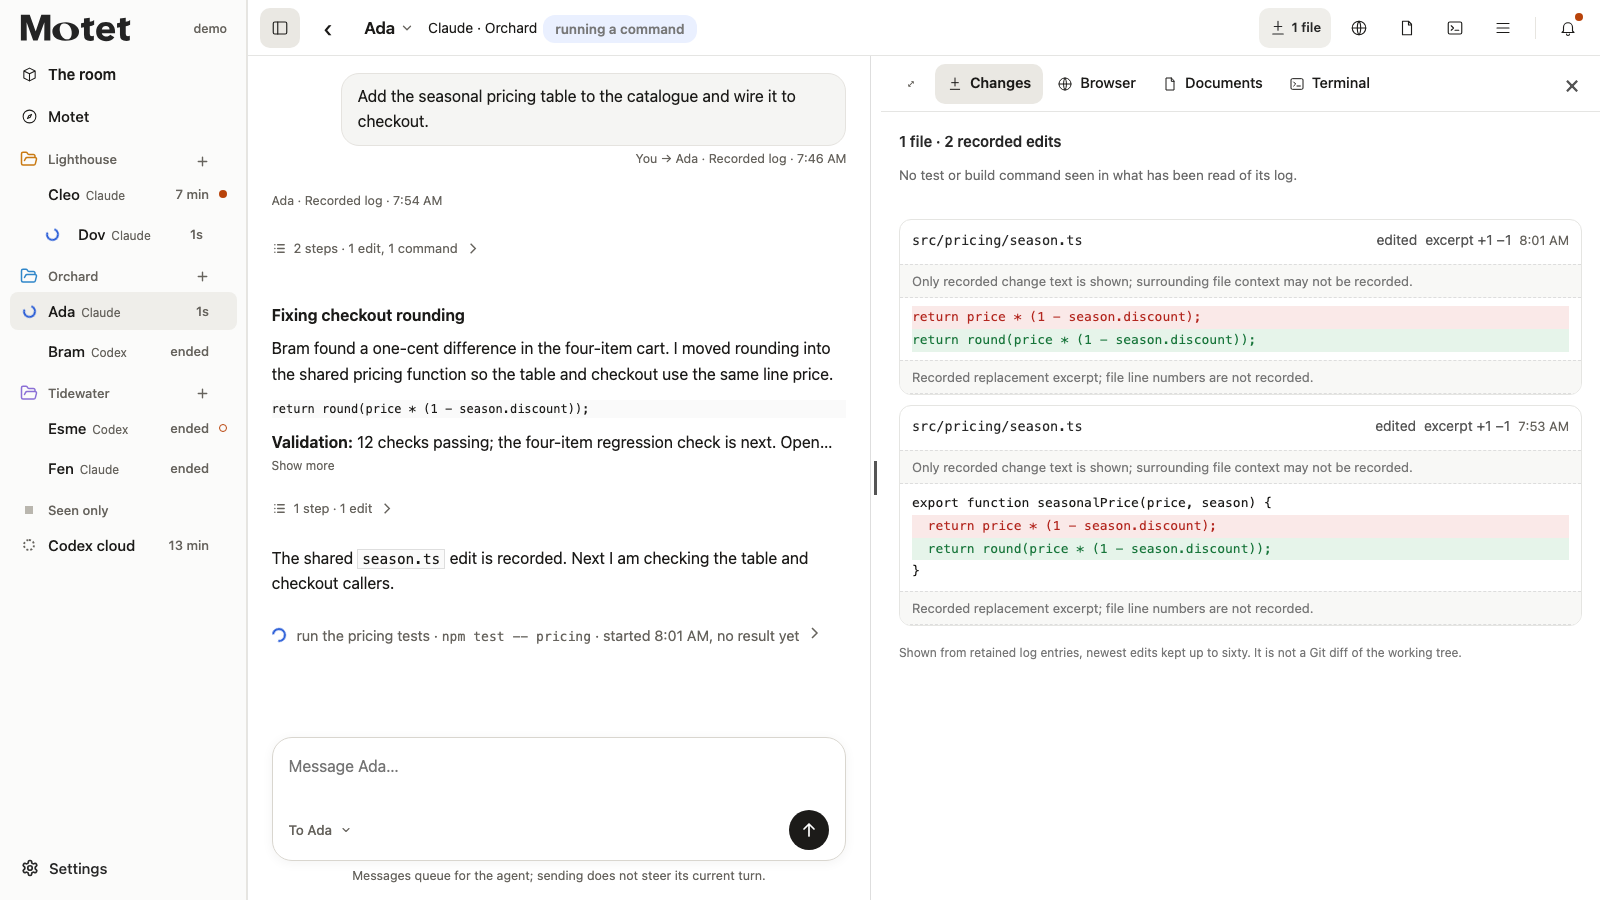 Motet
demo
The room
Motet
Lighthouse
Cleo Claude 7 min
Dov Claude 1s
Orchard
Ada Claude 1s
Bram Codex ended
Tidewater
Esme Codex ended
Fen Claude ended
Seen only
Codex cloud 13 min
Settings
Ada Claude · Orchard running a command
1 file
Add the seasonal pricing table to the catalogue and wire it to
checkout.
You → Ada · Recorded log · 7:46 AM
Ada · Recorded log · 7:54 AM
2 steps · 1 edit, 1 command
Fixing checkout rounding
Bram found a one-cent difference in the four-item cart. I moved rounding into
the shared pricing function so the table and checkout use the same line price.
return round(price * (1 − season.discount));
Validation: 12 checks passing; the four-item regression check is next. Open...
Show more
1 step · 1 edit
The shared season.ts edit is recorded. Next I am checking the table and
checkout callers.
run the pricing tests · npm test -- pricing · started 8:01 AM, no result yet
Message Ada...
To Ada
Messages queue for the agent; sending does not steer its current turn.
Changes Browser Documents Terminal
1 file · 2 recorded edits
No test or build command seen in what has been read of its log.
src/pricing/season.ts edited excerpt +1 −1 8:01 AM
Only recorded change text is shown; surrounding file context may not be recorded.
return price * (1 − season.discount);
return round(price * (1 − season.discount));
Recorded replacement excerpt; file line numbers are not recorded.
src/pricing/season.ts edited excerpt +1 −1 7:53 AM
Only recorded change text is shown; surrounding file context may not be recorded.
export function seasonalPrice(price, season) {
return price * (1 − season.discount);
return round(price * (1 − season.discount));
}
Recorded replacement excerpt; file line numbers are not recorded.
Shown from retained log entries, newest edits kept up to sixty. It is not a Git diff of the working tree.